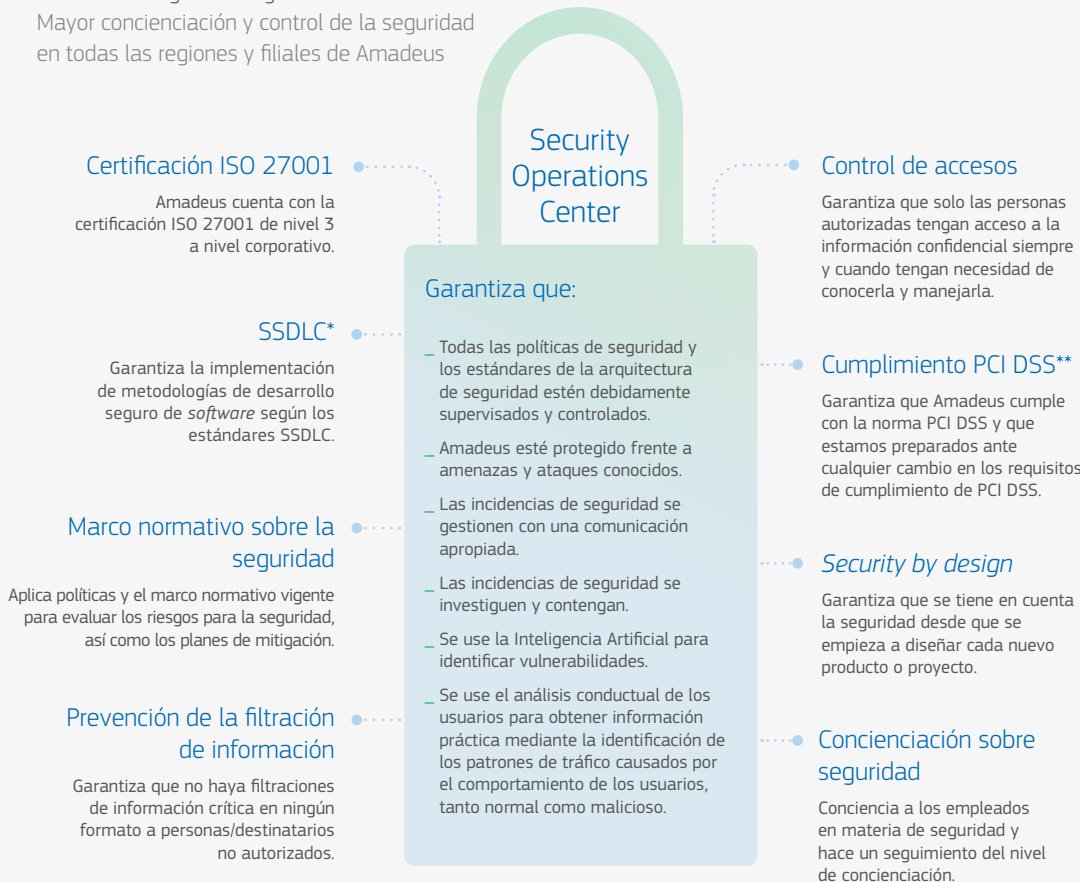 Mayor concienciación y control de la seguridad
en todas las regiones y filiales de Amadeus
Security
Operations
Center
Certificación ISO 27001
Amadeus cuenta con la
certificación ISO 27001 de nivel 3
a nivel corporativo.
SSDLC*
Garantiza la implementación
de metodologías de desarrollo
seguro de software según los
estándares SSDLC.
Marco normativo sobre la
seguridad
Aplica políticas y el marco normativo vigente
para evaluar los riesgos para la seguridad,
así como los planes de mitigación.
Prevención de la filtración
de información
Garantiza que no haya filtraciones
de información crítica en ningún
formato a personas/destinatarios
no autorizados.
Garantiza que:
_ Todas las políticas de seguridad y
los estándares de la arquitectura
de seguridad estén debidamente
supervisados y controlados.
_ Amadeus esté protegido frente a
amenazas y ataques conocidos.
_ Las incidencias de seguridad se
gestionen con una comunicación
apropiada.
_ Las incidencias de seguridad se
investiguen y contengan.
_ Se use la Inteligencia Artificial para
identificar vulnerabilidades.
_ Se use el análisis conductual de los
usuarios para obtener información
práctica mediante la identificación de
los patrones de tráfico causados por
el comportamiento de los usuarios,
tanto normal como malicioso.
Control de accesos
Garantiza que solo las personas
autorizadas tengan acceso a la
información confidencial siempre
y cuando tengan necesidad de
conocerla y manejarla.
Cumplimiento PCI DSS**
Garantiza que Amadeus cumple
con la norma PCI DSS y que
estamos preparados ante
cualquier cambio en los requisitos
de cumplimiento de PCI DSS.
Security by design
Garantiza que se tiene en cuenta
la seguridad desde que se
empieza a diseñar cada nuevo
producto o proyecto.
Concienciación sobre
seguridad
Conciencia a los empleados
en materia de seguridad y
hace un seguimiento del nivel
de concienciación.